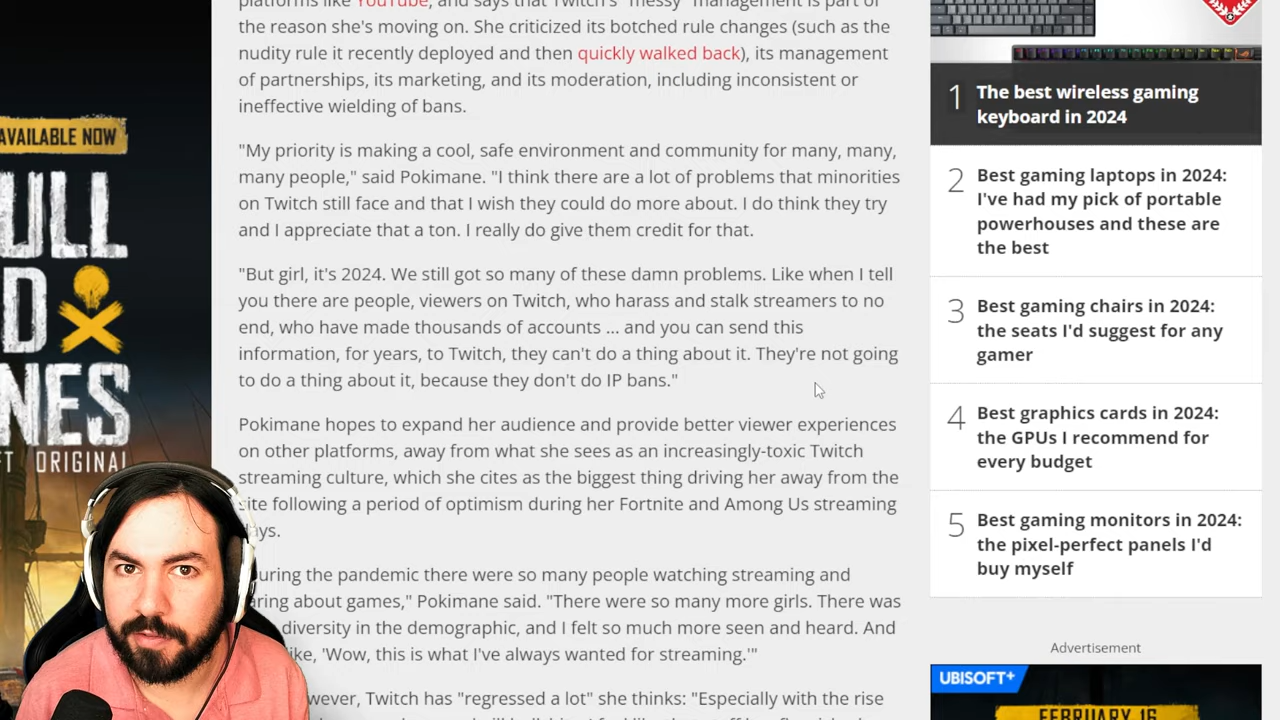 platforms like YouTube, and says that Twitch's "messy" management is part of
the reason she's moving on. She criticized its botched rule changes (such as the
nudity rule it recently deployed and then quickly walked back), its management
of partnerships, its marketing, and its moderation, including inconsistent or
ineffective wielding of bans.
"My priority is making a cool, safe environment and community for many, many,
many people," said Pokimane. "I think there are a lot of problems that minorities
on Twitch still face and that I wish they could do more about. I do think they try
and I appreciate that a ton. I really do give them credit for that.
"But girl, it's 2024. We still got so many of these damn problems. Like when I tell
you there are people, viewers on Twitch, who harass and stalk streamers to no
end, who have made thousands of accounts ... and you can send this
information, for years, to Twitch, they can't do a thing about it. They're not going
to do a thing about it, because they don't do IP bans."
Pokimane hopes to expand her audience and provide better viewer experiences
on other platforms, away from what she sees as an increasingly-toxic Twitch
streaming culture, which she cites as the biggest thing driving her away from the
site following a period of optimism during her Fortnite and Among Us streaming
days.
uring the pandemic there were so many people watching streaming and
aring about games," Pokimane said. "There were so many more girls. There was
diversity in the demographic, and I felt so much more seen and heard. And
ike, 'Wow, this is what I've always wanted for streaming.'"
wever, Twitch has "regressed a lot" she thinks: "Especially with the rise
AVAILABLE NOW
ULL
D
NES
FT ORIGINAL
1 The best wireless gaming
keyboard in 2024
2 Best gaming laptops in 2024:
I've had my pick of portable
powerhouses and these are
the best
3 Best gaming chairs in 2024:
the seats I'd suggest for any
gamer
4 Best graphics cards in 2024:
the GPUs I recommend for
every budget
5 Best gaming monitors in 2024:
the pixel-perfect panels I'd
buy myself
Advertisement
UBISOFT+
FEBRUARY 16